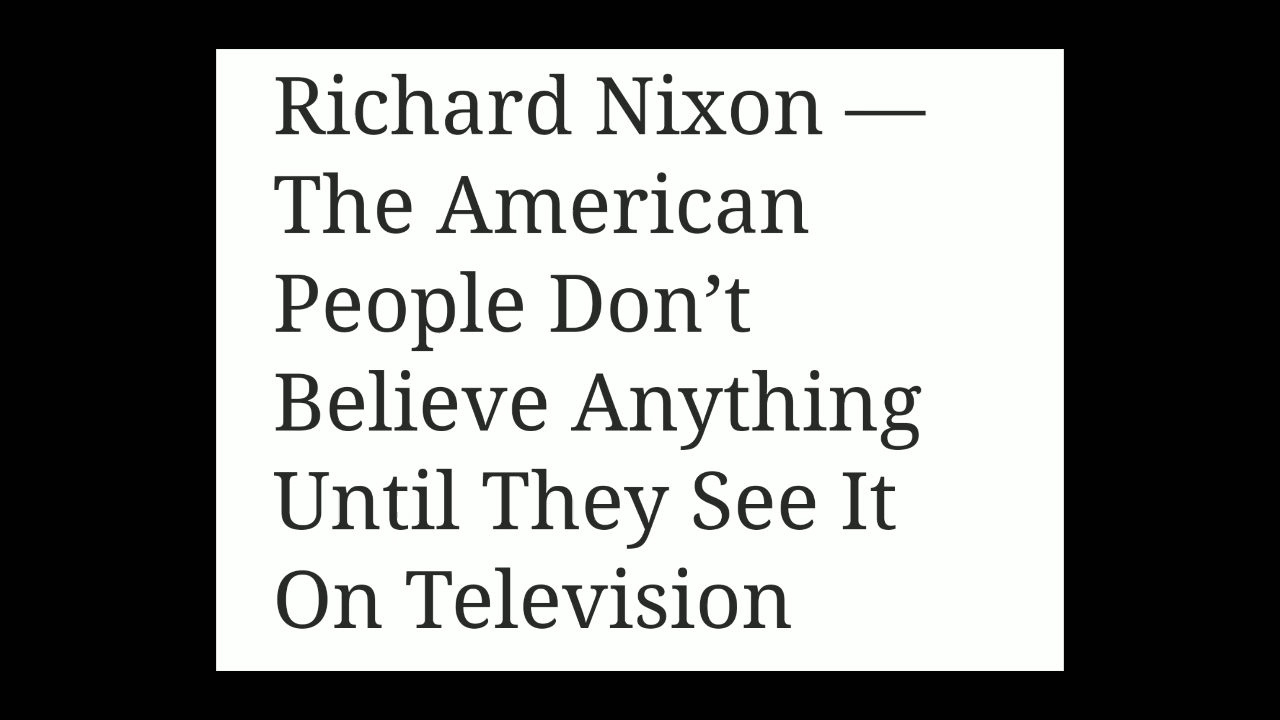 Richard Nixon —
The American
People Don’t
Believe Anything
Until They See It
On Television